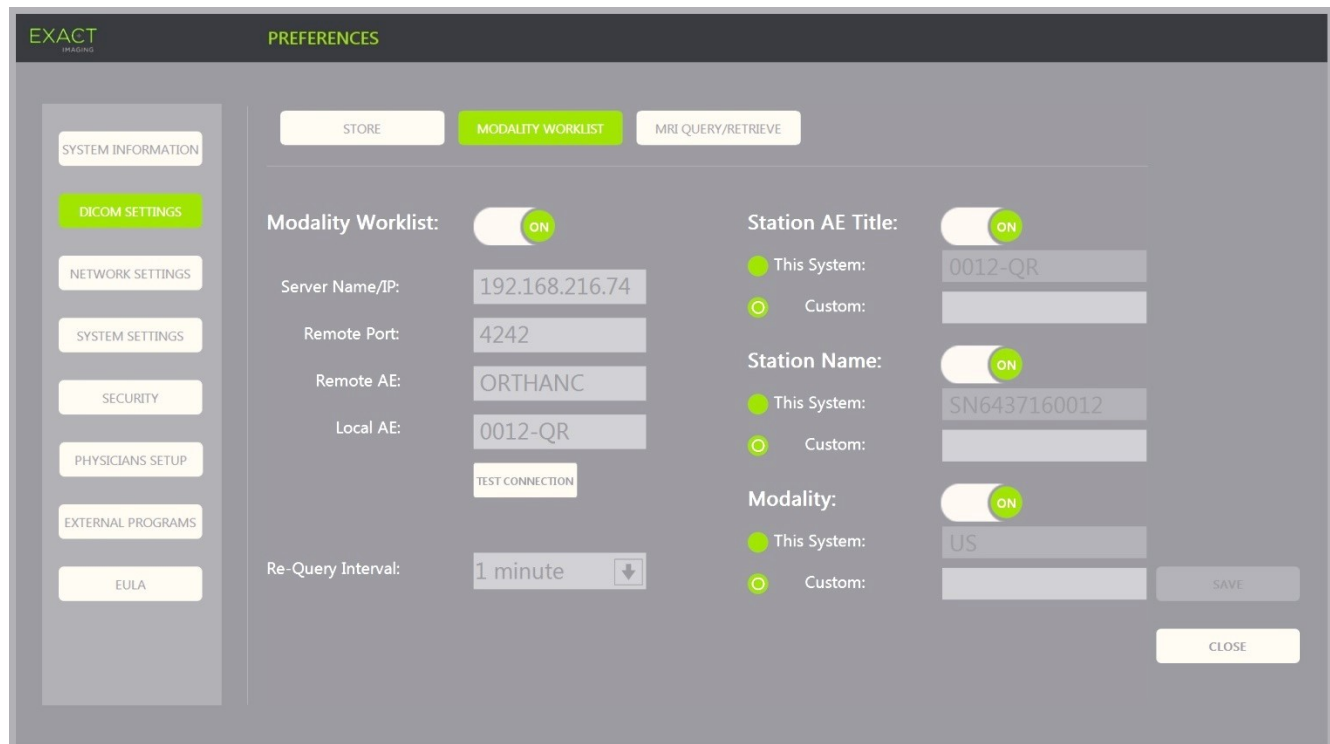 EXACT
IMAGING
PREFERENCES
SYSTEM INFORMATION
DICOM SETTINGS
NETWORK SETTINGS
SYSTEM SETTINGS
SECURITY
PHYSICIANS SETUP
EXTERNAL PROGRAMS
EULA
STORE
MODALITY WORKLIST
MRI QUERY/RETRIEVE
Modality Worklist: ON
Server Name/IP: 192.168.216.74
Remote Port: 4242
Remote AE: ORTHANC
Local AE: 0012-QR
TEST CONNECTION
Re-Query Interval: 1 minute
Station AE Title: ON
This System: 0012-QR
Custom:
Station Name: ON
This System: SN6437160012
Custom:
Modality: ON
This System: US
Custom:
SAVE
CLOSE